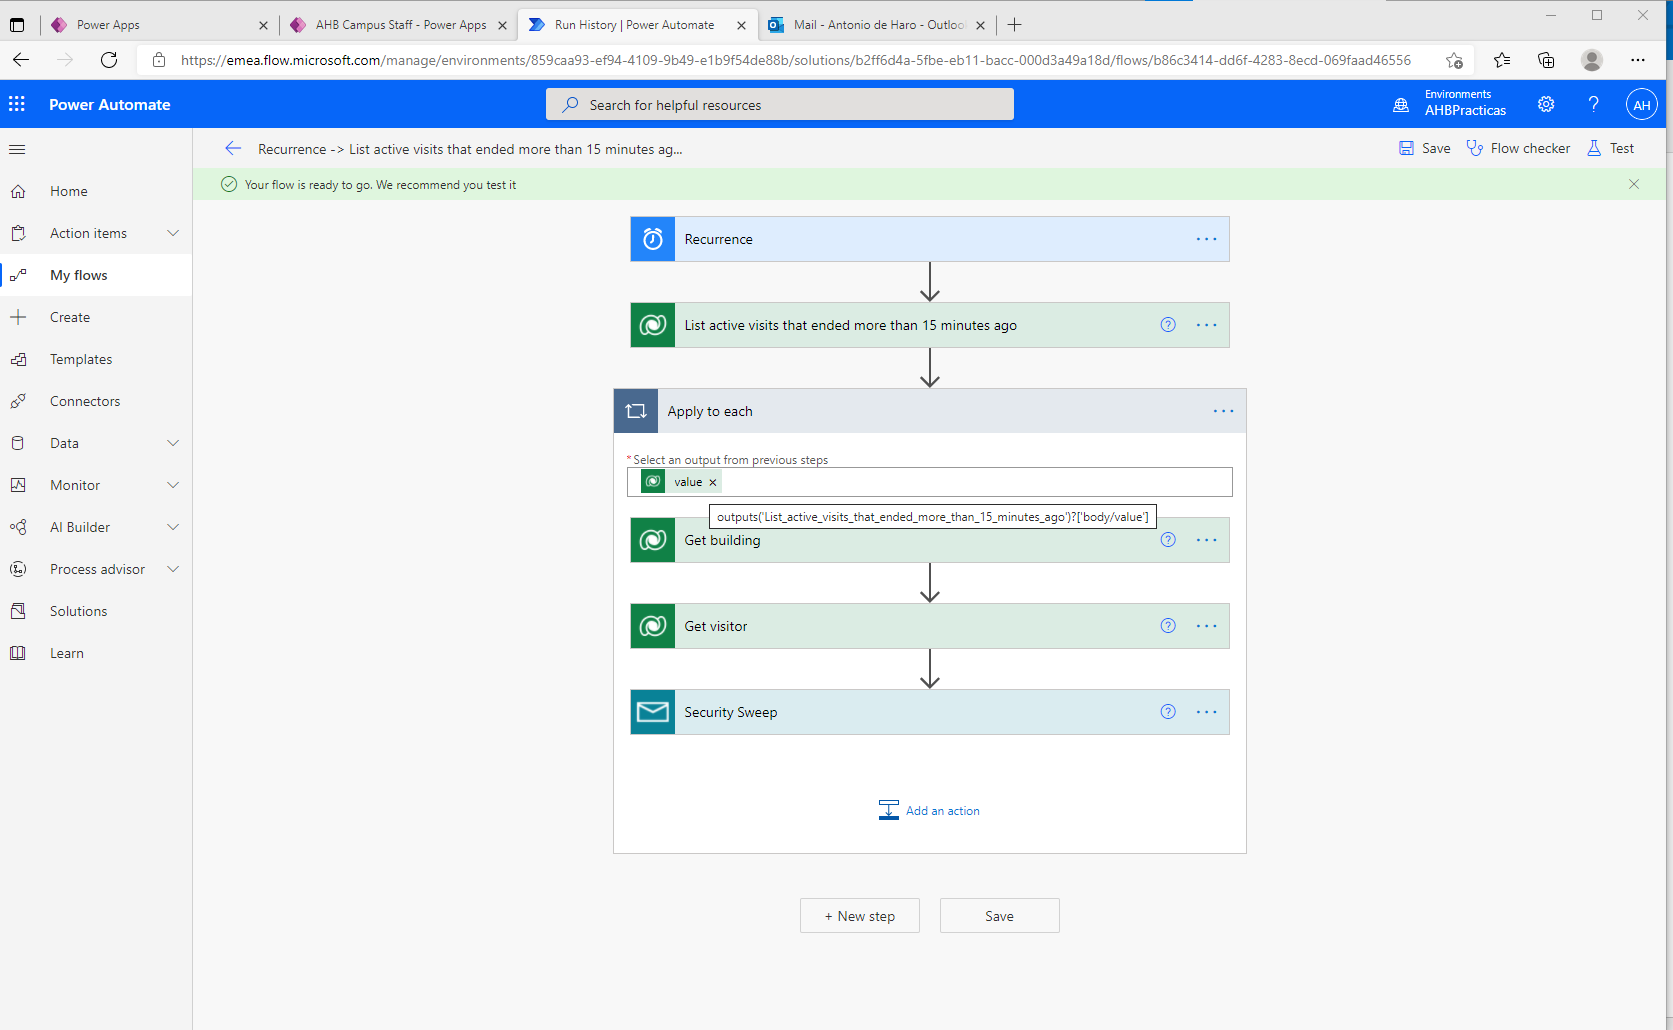 Power Apps
AHB Campus Staff - Power Apps
Run History | Power Automate
Mail - Antonio de Haro - Outloo
https://emea.flow.microsoft.com/manage/environments/859caa93-ef94-4109-9b49-e1b9f54de88b/solutions/b2ff6d4a-5fbe-eb11-bacc-000d3a49a18d/flows/b86c3414-dd6f-4283-8ecd-069faad46556
Power Automate
Search for helpful resources
Environments
AHBPracticas
?
AH
Recurrence -> List active visits that ended more than 15 minutes ag...
Save
Flow checker
Test
Your flow is ready to go. We recommend you test it
Home
Action items
My flows
Create
Templates
Connectors
Data
Monitor
AI Builder
Process advisor
Solutions
Learn
Recurrence
List active visits that ended more than 15 minutes ago
Apply to each
*Select an output from previous steps
value
outputs('List_active_visits_that_ended_more_than_15_minutes_ago')?['body/value']
Get building
Get visitor
Security Sweep
Add an action
+ New step
Save